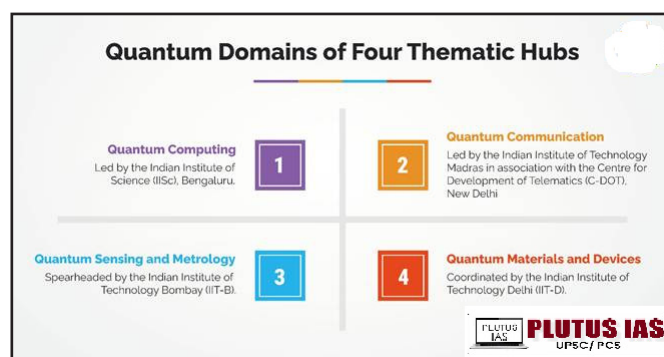 Quantum Domains of Four Thematic Hubs
Quantum Computing
Led by the Indian Institute of
Science (IISc), Bengaluru.
1
2
Quantum Communication
Led by the Indian Institute of Technology
Madras in association with the Centre for
Development of Telematics (C-DOT),
New Delhi
Quantum Sensing and Metrology
Spearheaded by the Indian Institute of
Technology Bombay (IIT-B).
3
4
Quantum Materials and Devices
Coordinated by the Indian Institute of
Technology Delhi (IIT-D).
PLUTUS
IAS
PLUTUS IAS
UPSC/ PCS